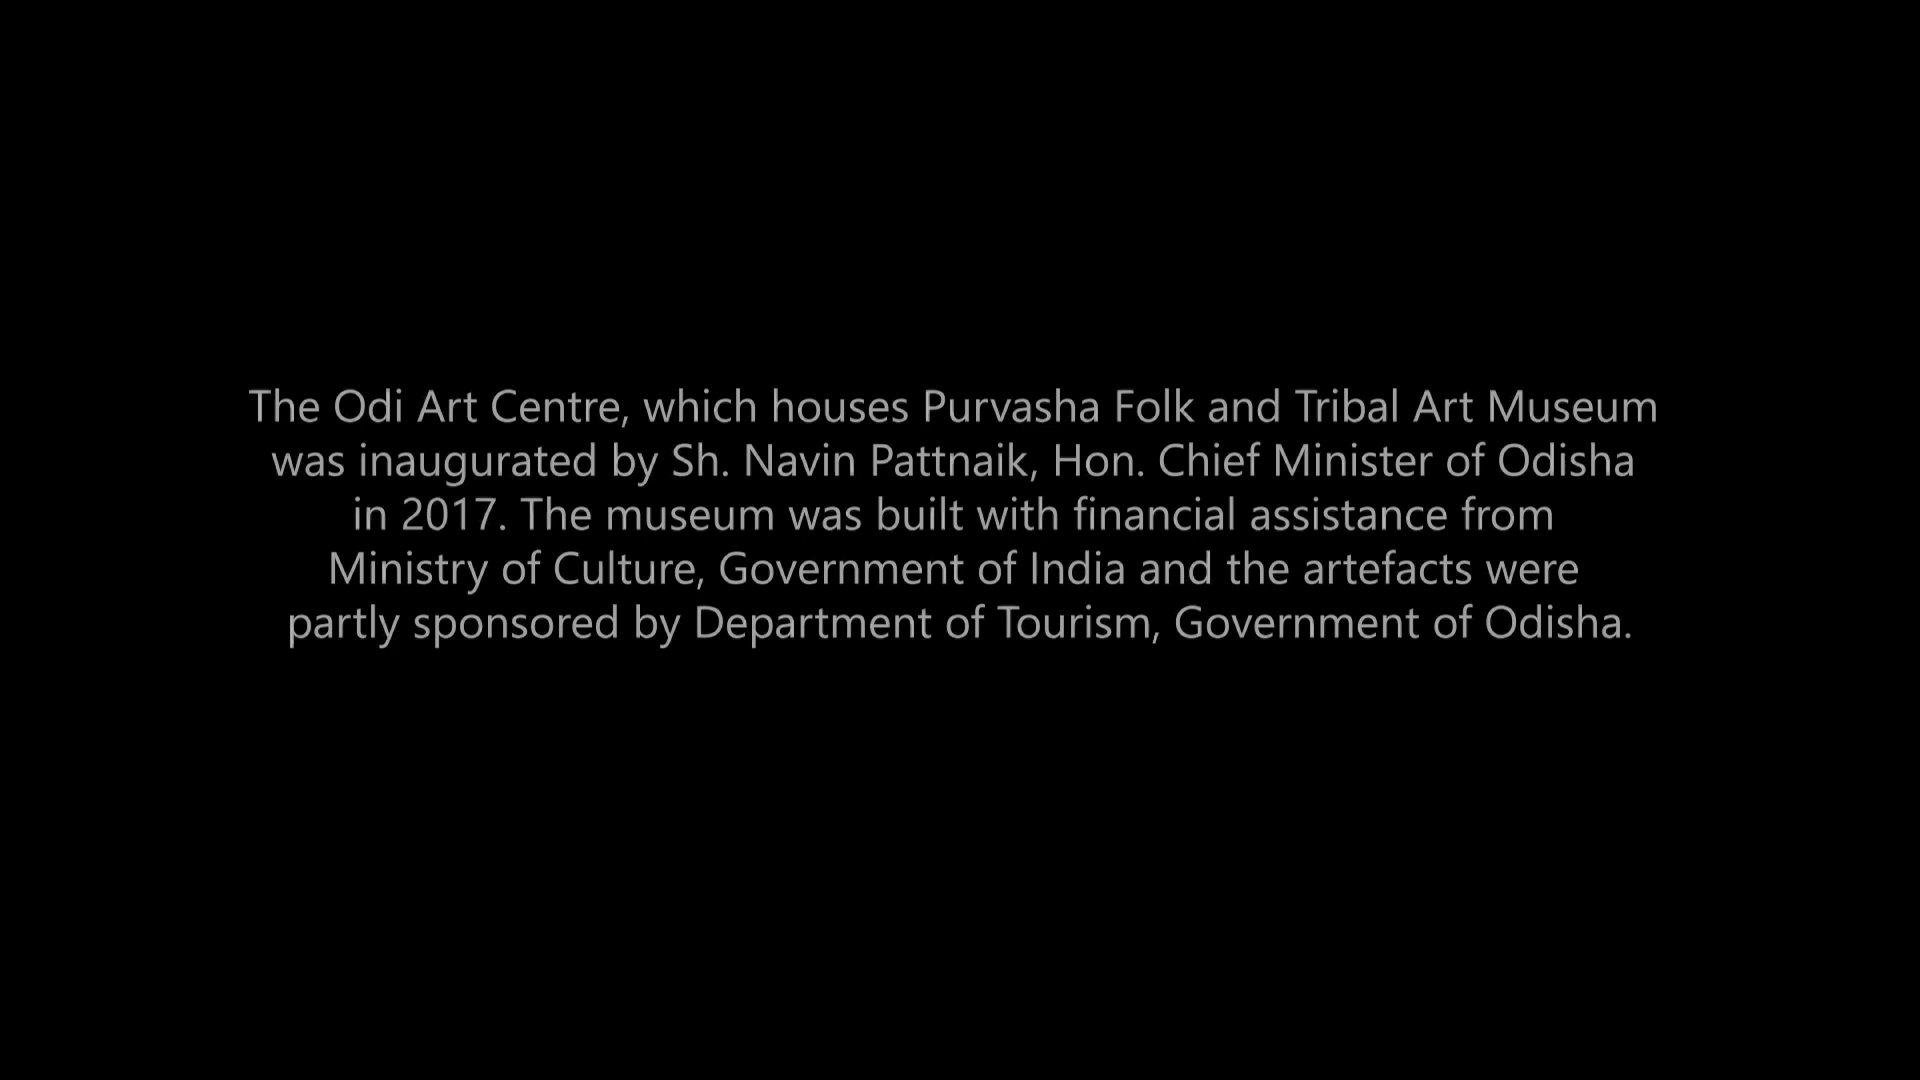 The Odi Art Centre, which houses Purvasha Folk and Tribal Art Museum
was inaugurated by Sh. Navin Pattnaik, Hon. Chief Minister of Odisha
in 2017. The museum was built with financial assistance from
Ministry of Culture, Government of India and the artefacts were
partly sponsored by Department of Tourism, Government of Odisha.